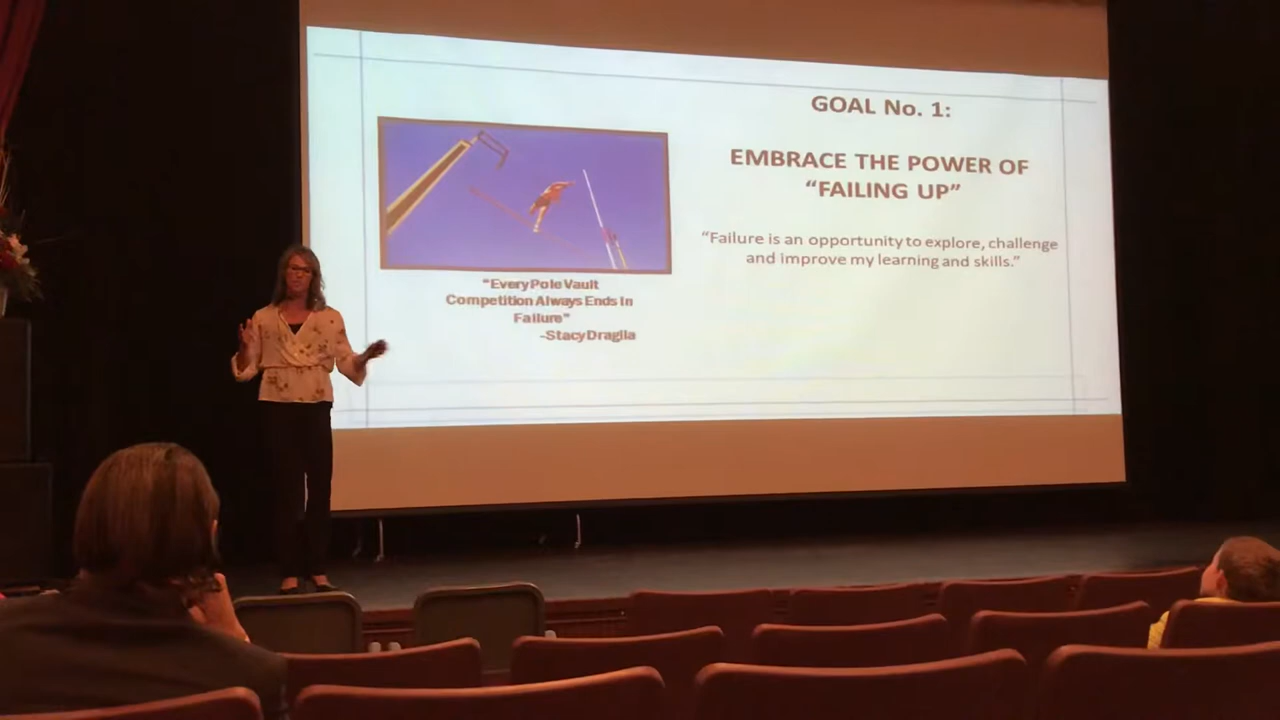 GOAL No. 1:
EMBRACE THE POWER OF
“FAILING UP”
“Failure is an opportunity to explore, challenge
and improve my learning and skills.”
“Every Pole Vault
Competition Always Ends In
Failure”
-Stacy Dragila